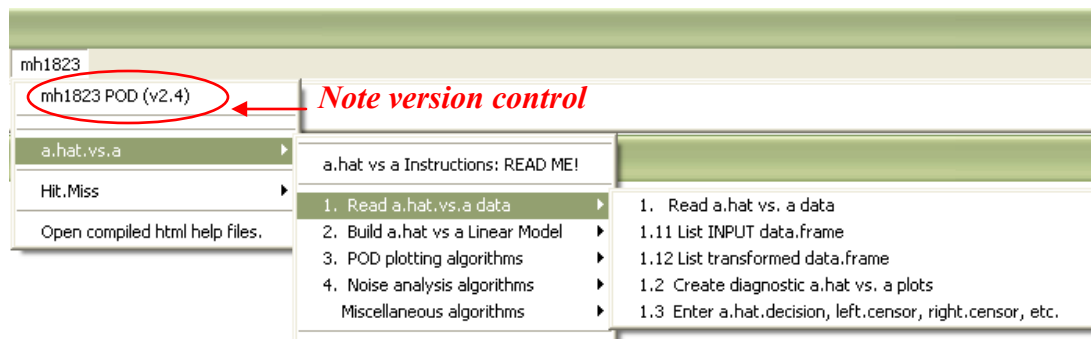 mh1823
mh1823 POD (v2.4)
Note version control
a.hat.vs.a
Hit.Miss
Open compiled html help files.
a.hat vs a Instructions: READ ME!
1. Read a.hat.vs.a data
2. Build a.hat vs a Linear Model
3. POD plotting algorithms
4. Noise analysis algorithms
Miscellaneous algorithms
1. Read a.hat vs. a data
1.11 List INPUT data.frame
1.12 List transformed data.frame
1.2 Create diagnostic a.hat vs. a plots
1.3 Enter a.hat.decision, left.censor, right.censor, etc.